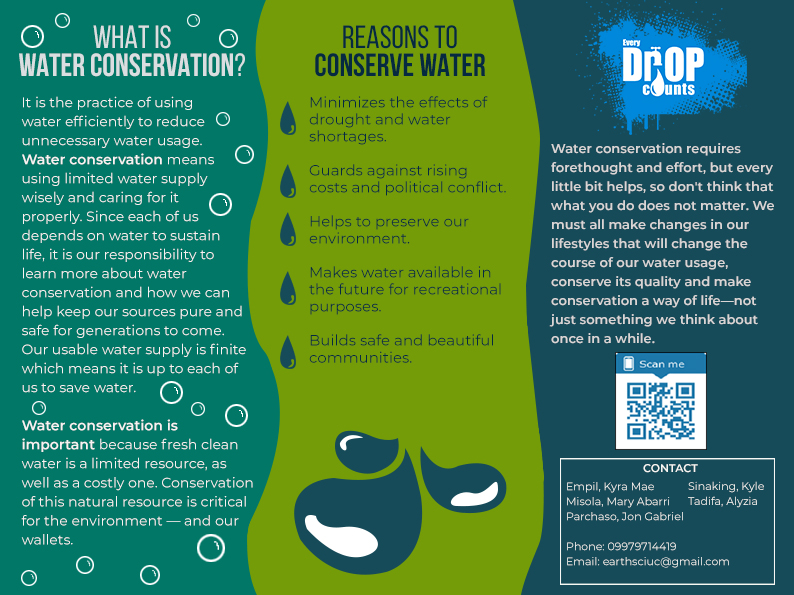 WHAT IS
WATER CONSERVATION?
It is the practice of using
water efficiently to reduce
unnecessary water usage.
Water conservation means
using limited water supply
wisely and caring for it
properly. Since each of us
depends on water to sustain
life, it is our responsibility to
learn more about water
conservation and how we can
help keep our sources pure and
safe for generations to come.
Our usable water supply is finite
which means it is up to each of
us to save water.
Water conservation is
important because fresh clean
water is a limited resource, as
well as a costly one. Conservation
of this natural resource is critical
for the environment — and our
wallets.
REASONS TO
CONSERVE WATER
Minimizes the effects of
drought and water
shortages.
Guards against rising
costs and political conflict.
Helps to preserve our
environment.
Makes water available in
the future for recreational
purposes.
Builds safe and beautiful
communities.
Every
DROP
counts
Water conservation requires
forethought and effort, but every
little bit helps, so don't think that
what you do does not matter. We
must all make changes in our
lifestyles that will change the
course of our water usage,
conserve its quality and make
conservation a way of life—not
just something we think about
once in a while.
Scan me
CONTACT
Empil, Kyra Mae
Misola, Mary Abarri
Parchaso, Jon Gabriel
Sinaking, Kyle
Tadifa, Alyzia
Phone: 09979714419
Email: earthsciuc@gmail.com